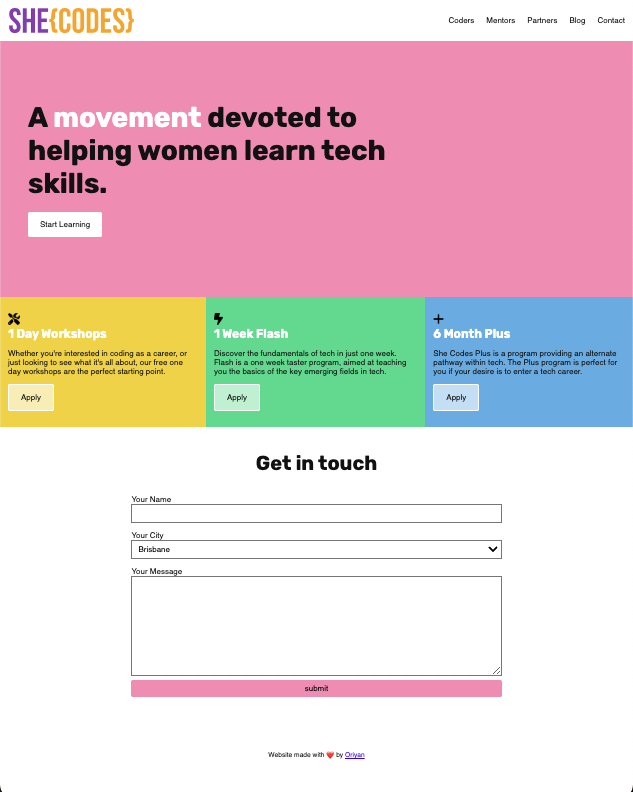 SHE{CODES}
Coders Mentors Partners Blog Contact
A movement devoted to
helping women learn tech
skills.
Start Learning
1 Day Workshops
Whether you're interested in coding as a career, or
just looking to see what it's all about, our free one
day workshops are the perfect starting point.
Apply
1 Week Flash
Discover the fundamentals of tech in just one week.
Flash is a one week taster program, aimed at teaching
you the basics of the key emerging fields in tech.
Apply
6 Month Plus
She Codes Plus is a program providing an alternate
pathway within tech. The Plus program is perfect for
you if your desire is to enter a tech career.
Apply
Get in touch
Your Name
Your City
Brisbane
Your Message
submit
Website made with ❤️ by Oriyan